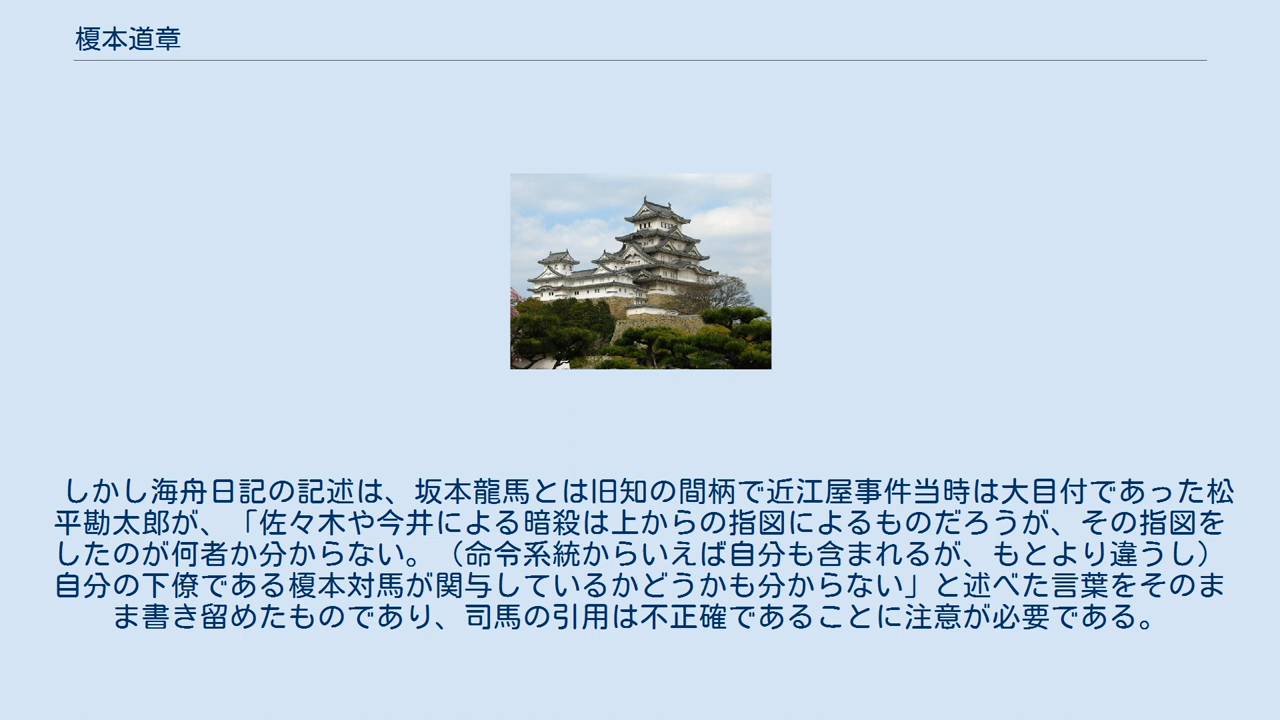 榎本道章
しかし海舟日記の記述は、坂本龍馬とは旧知の間柄で近江屋事件当時は大目付であった松
平勘太郎が、「佐々木や今井による暗殺は上からの指図によるものだろうが、その指図を
したのが何者か分からない。（命令系統からいえば自分も含まれるが、もとより違うし）
自分の下僚である榎本対馬が関与しているかどうかも分からない」と述べた言葉をそのま
ま書き留めたものであり、司馬の引用は不正確であることに注意が必要である。